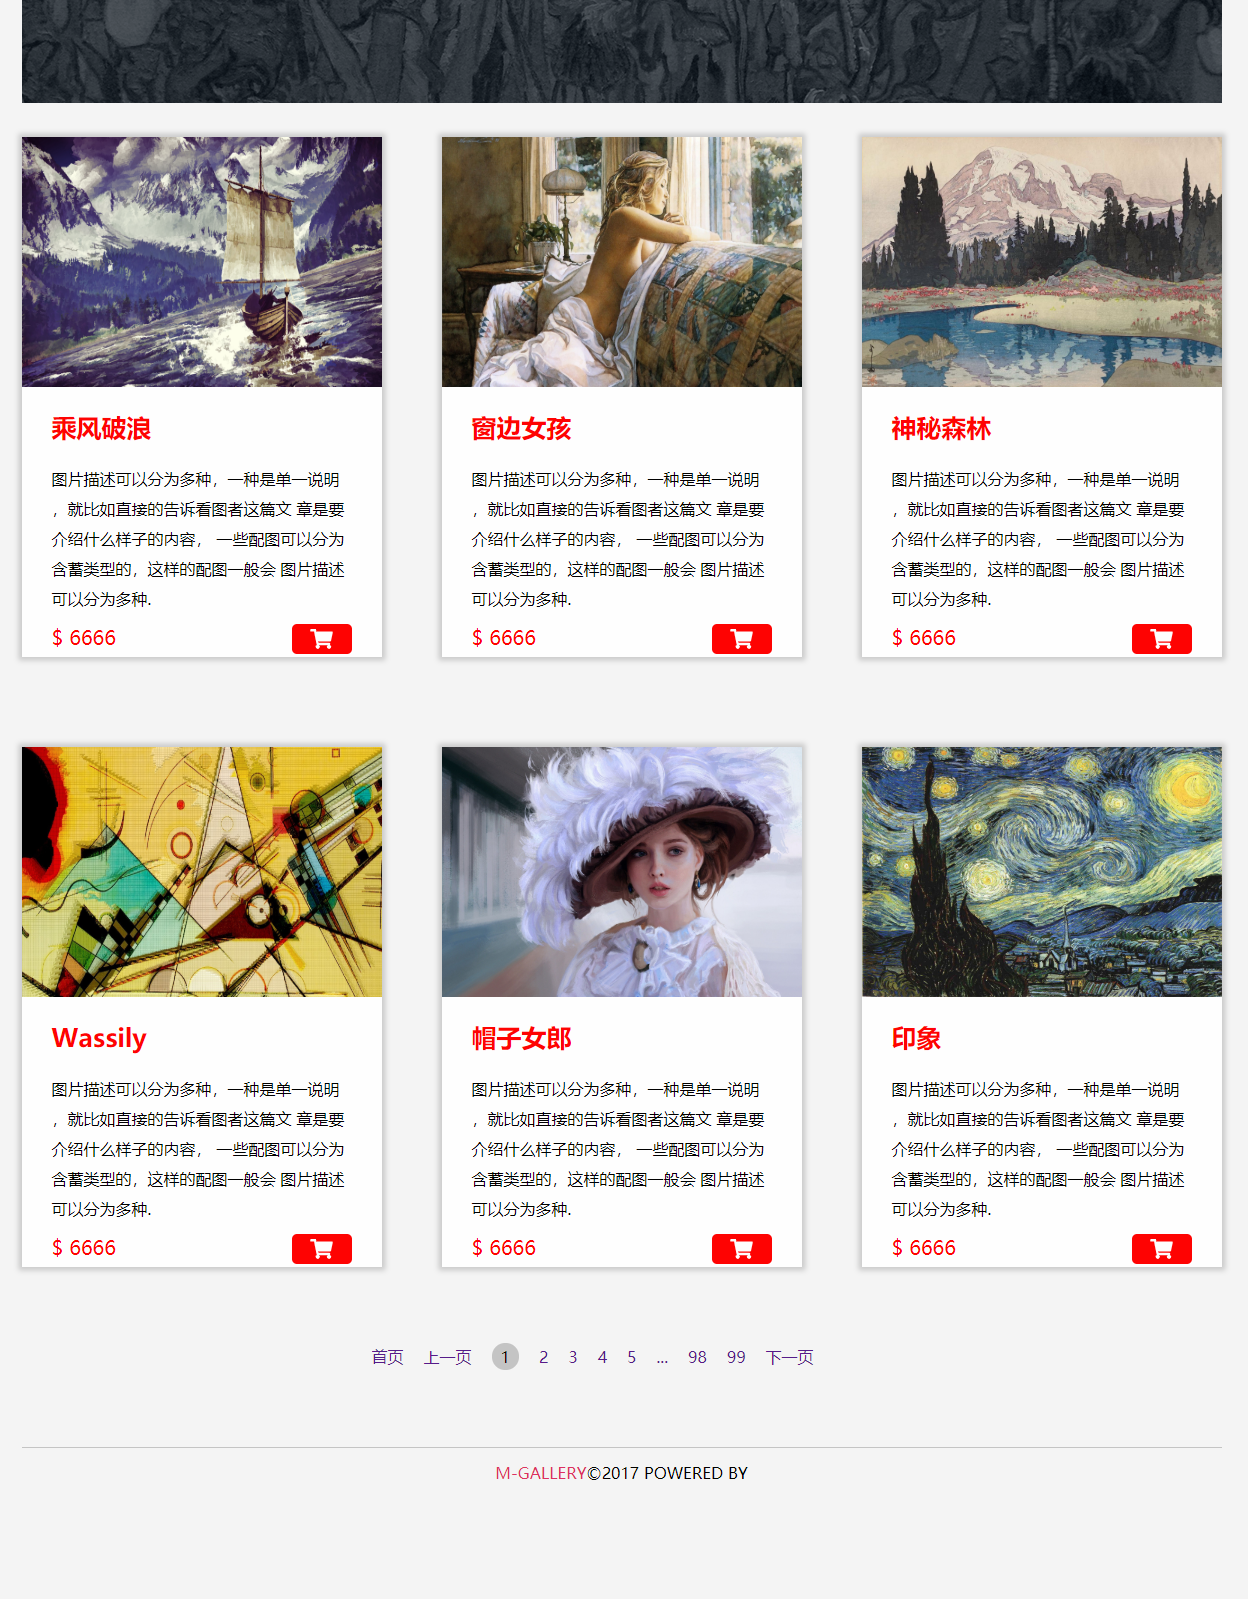 乘风破浪
图片描述可以分为多种，一种是单一说明
，就比如直接的告诉看图者这篇文 章是要
介绍什么样子的内容， 一些配图可以分为
含蓄类型的，这样的配图一般会 图片描述
可以分为多种.
$ 6666
窗边女孩
图片描述可以分为多种，一种是单一说明
，就比如直接的告诉看图者这篇文 章是要
介绍什么样子的内容， 一些配图可以分为
含蓄类型的，这样的配图一般会 图片描述
可以分为多种.
$ 6666
神秘森林
图片描述可以分为多种，一种是单一说明
，就比如直接的告诉看图者这篇文 章是要
介绍什么样子的内容， 一些配图可以分为
含蓄类型的，这样的配图一般会 图片描述
可以分为多种.
$ 6666
Wassily
图片描述可以分为多种，一种是单一说明
，就比如直接的告诉看图者这篇文 章是要
介绍什么样子的内容， 一些配图可以分为
含蓄类型的，这样的配图一般会 图片描述
可以分为多种.
$ 6666
帽子女郎
图片描述可以分为多种，一种是单一说明
，就比如直接的告诉看图者这篇文 章是要
介绍什么样子的内容， 一些配图可以分为
含蓄类型的，这样的配图一般会 图片描述
可以分为多种.
$ 6666
印象
图片描述可以分为多种，一种是单一说明
，就比如直接的告诉看图者这篇文 章是要
介绍什么样子的内容， 一些配图可以分为
含蓄类型的，这样的配图一般会 图片描述
可以分为多种.
$ 6666
首页 上一页 1 2 3 4 5 ... 98 99 下一页
M-GALLERY©2017 POWERED BY